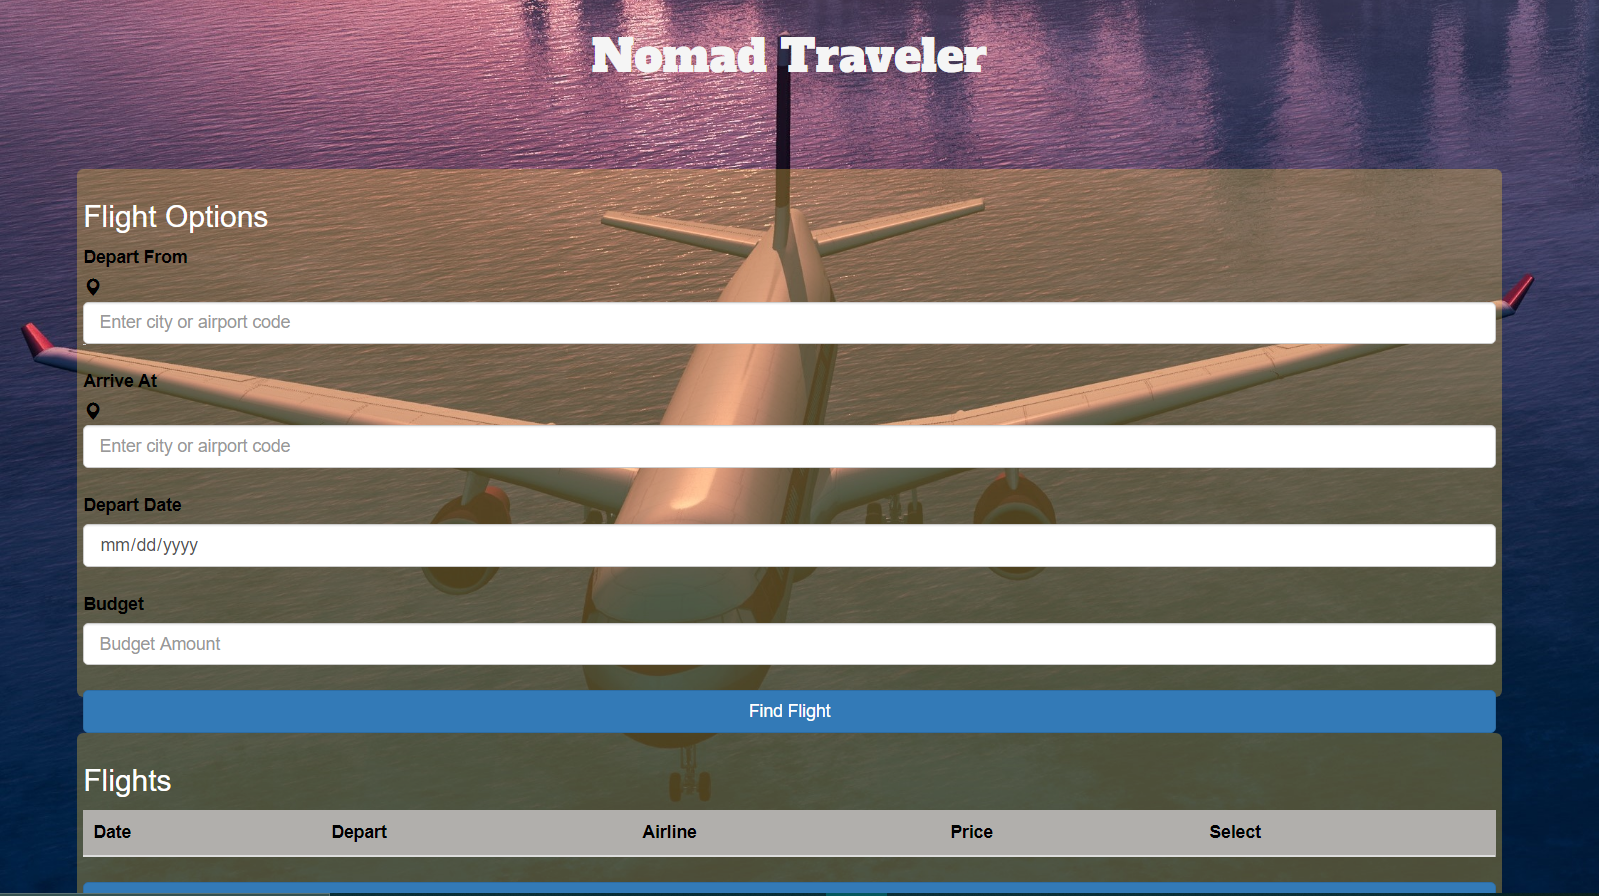 Nomad Traveler
Flight Options
Depart From
Enter city or airport code
Arrive At
Enter city or airport code
Depart Date
mm/dd/yyyy
Budget
Budget Amount
Find Flight
Flights
Date Depart Airline Price Select